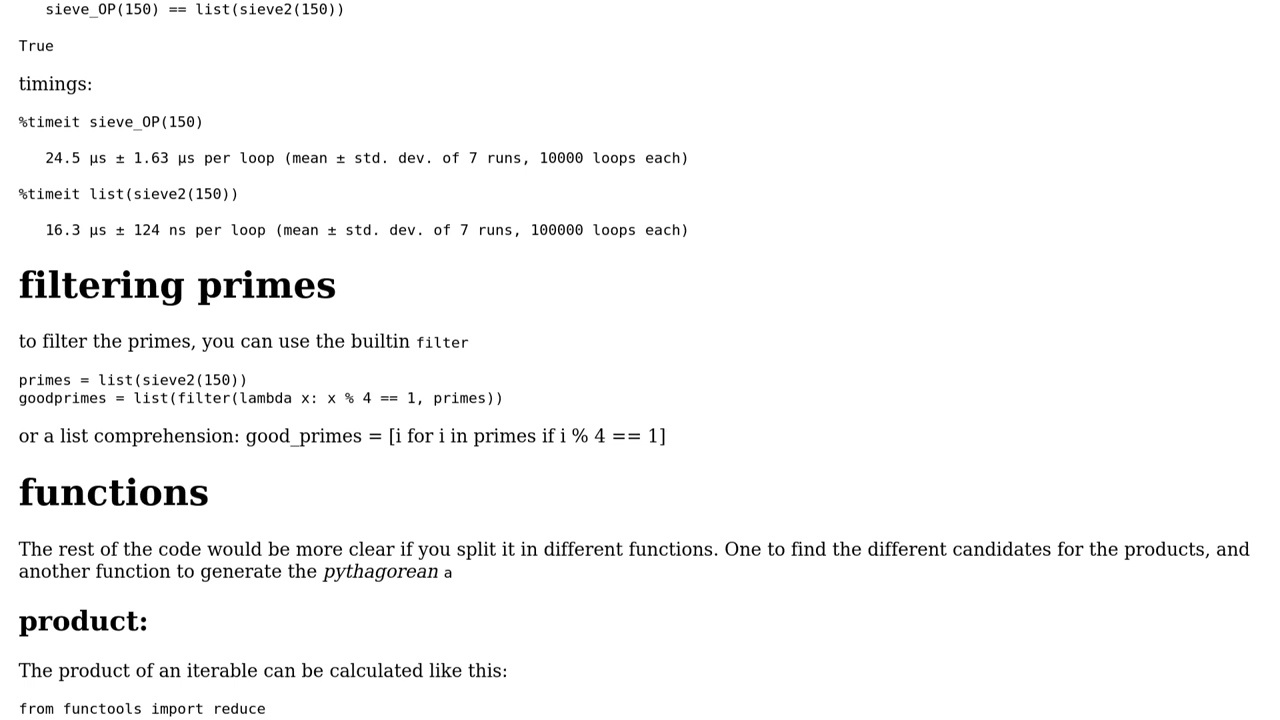 sieve_OP(150) == list(sieve2(150))
True
timings:
%timeit sieve_OP(150)
24.5 µs ± 1.63 µs per loop (mean ± std. dev. of 7 runs, 10000 loops each)
%timeit list(sieve2(150))
16.3 µs ± 124 ns per loop (mean ± std. dev. of 7 runs, 100000 loops each)
filtering primes
to filter the primes, you can use the builtin filter
primes = list(sieve2(150))
goodprimes = list(filter(lambda x: x % 4 == 1, primes))
or a list comprehension: good_primes = [i for i in primes if i % 4 == 1]
functions
The rest of the code would be more clear if you split it in different functions. One to find the different candidates for the products, and
another function to generate the pythagorean a
product:
The product of an iterable can be calculated like this:
from functools import reduce